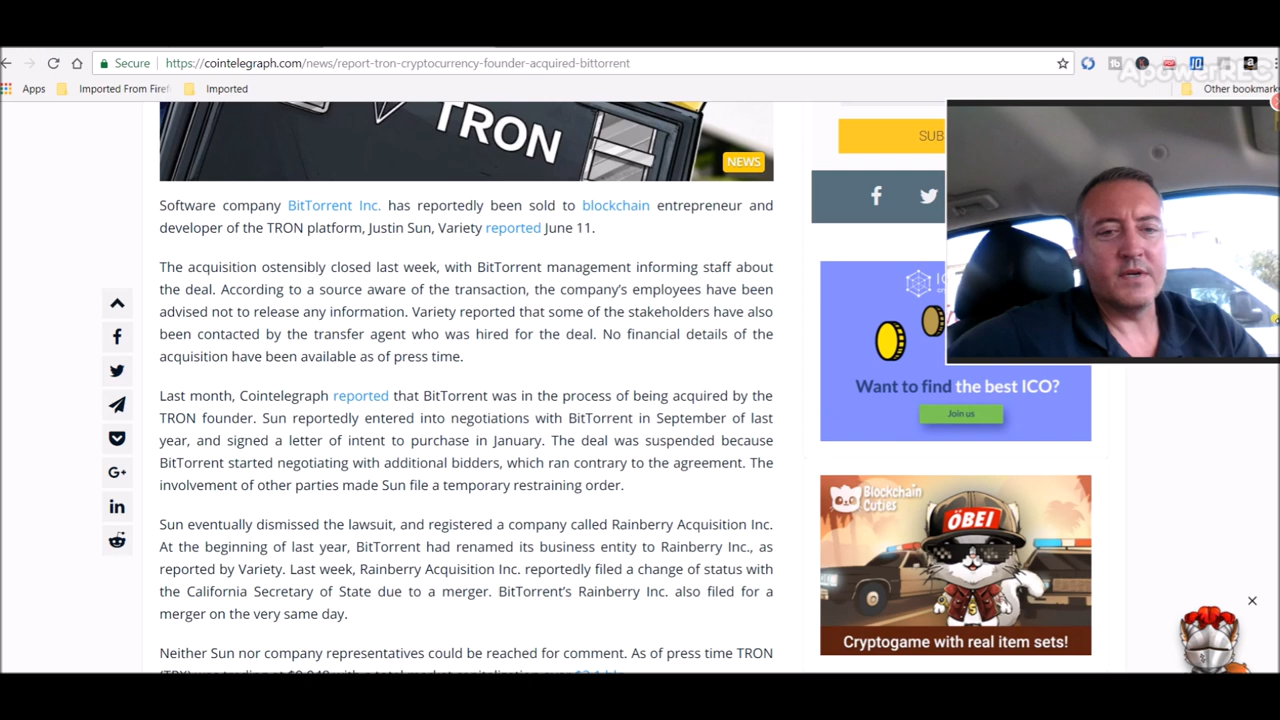 ApowerREC
Secure
https://cointelegraph.com/news/report-tron-cryptocurrency-founder-acquired-bittorrent
Apps
Imported From Firef
Imported
Other bookmark
TRON
NEWS
SUB
Software company BitTorrent Inc. has reportedly been sold to blockchain entrepreneur and
developer of the TRON platform, Justin Sun, Variety reported June 11.
The acquisition ostensibly closed last week, with BitTorrent management informing staff about
the deal. According to a source aware of the transaction, the company's employees have been
advised not to release any information. Variety reported that some of the stakeholders have also
been contacted by the transfer agent who was hired for the deal. No financial details of the
acquisition have been available as of press time.
Last month, Cointelegraph reported that BitTorrent was in the process of being acquired by the
TRON founder. Sun reportedly entered into negotiations with BitTorrent in September of last
year, and signed a letter of intent to purchase in January. The deal was suspended because
BitTorrent started negotiating with additional bidders, which ran contrary to the agreement. The
involvement of other parties made Sun file a temporary restraining order.
Sun eventually dismissed the lawsuit, and registered a company called Rainberry Acquisition Inc.
At the beginning of last year, BitTorrent had renamed its business entity to Rainberry Inc., as
reported by Variety. Last week, Rainberry Acquisition Inc. reportedly filed a change of status with
the California Secretary of State due to a merger. BitTorrent's Rainberry Inc. also filed for a
merger on the very same day.
Neither Sun nor company representatives could be reached for comment. As of press time TRON
Want to find the best ICO?
Join us
Blockchain
Cuties
ÖBEI
Cryptogame with real item sets!